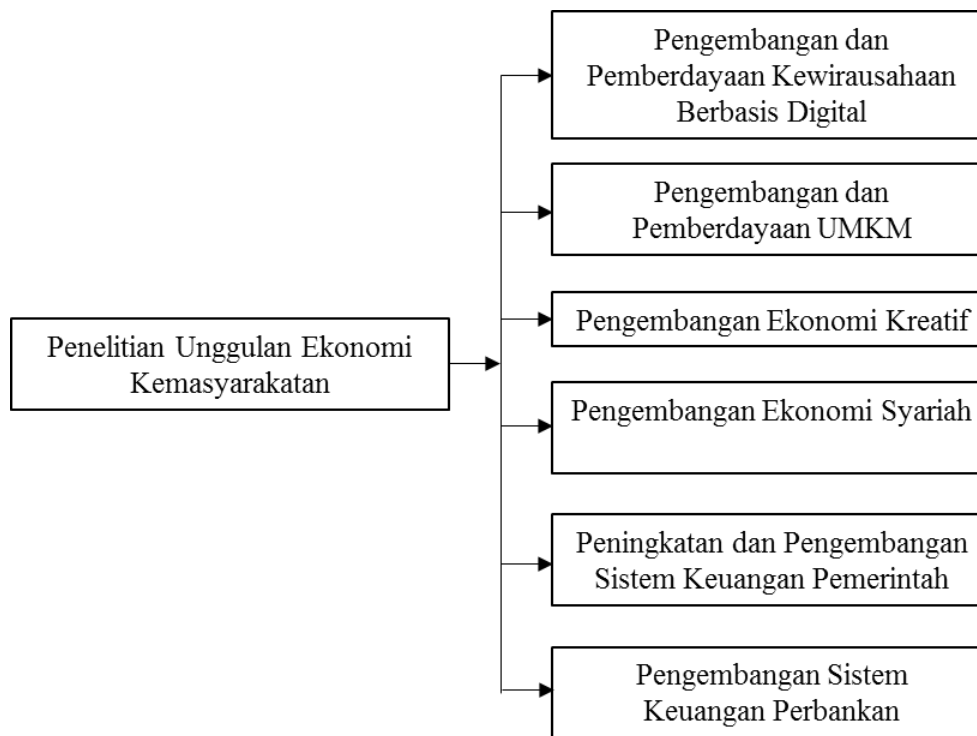 Pengembangan dan
Pemberdayaan Kewirausahaan
Berbasis Digital
Pengembangan dan
Pemberdayaan UMKM
Pengembangan Ekonomi Kreatif
Penelitian Unggulan Ekonomi
Kemasyarakatan
Pengembangan Ekonomi Syariah
Peningkatan dan Pengembangan
Sistem Keuangan Pemerintah
Pengembangan Sistem
Keuangan Perbankan